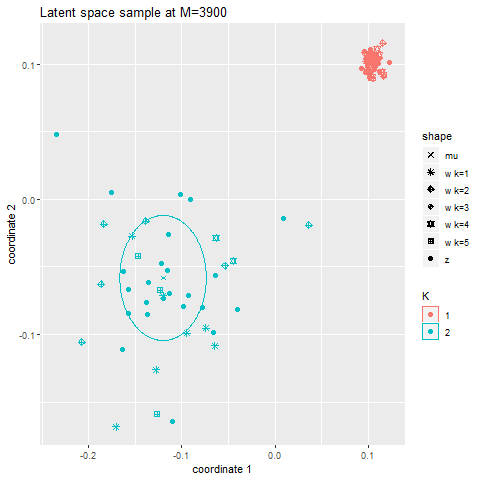 Latent space sample at M=3900
coordinate 2
0.1
0.0
-0.1
-0.2
-0.1
0.0
0.1
coordinate 1
shape
mu
w k=1
w k=2
w k=3
w k=4
w k=5
z
K
1
2